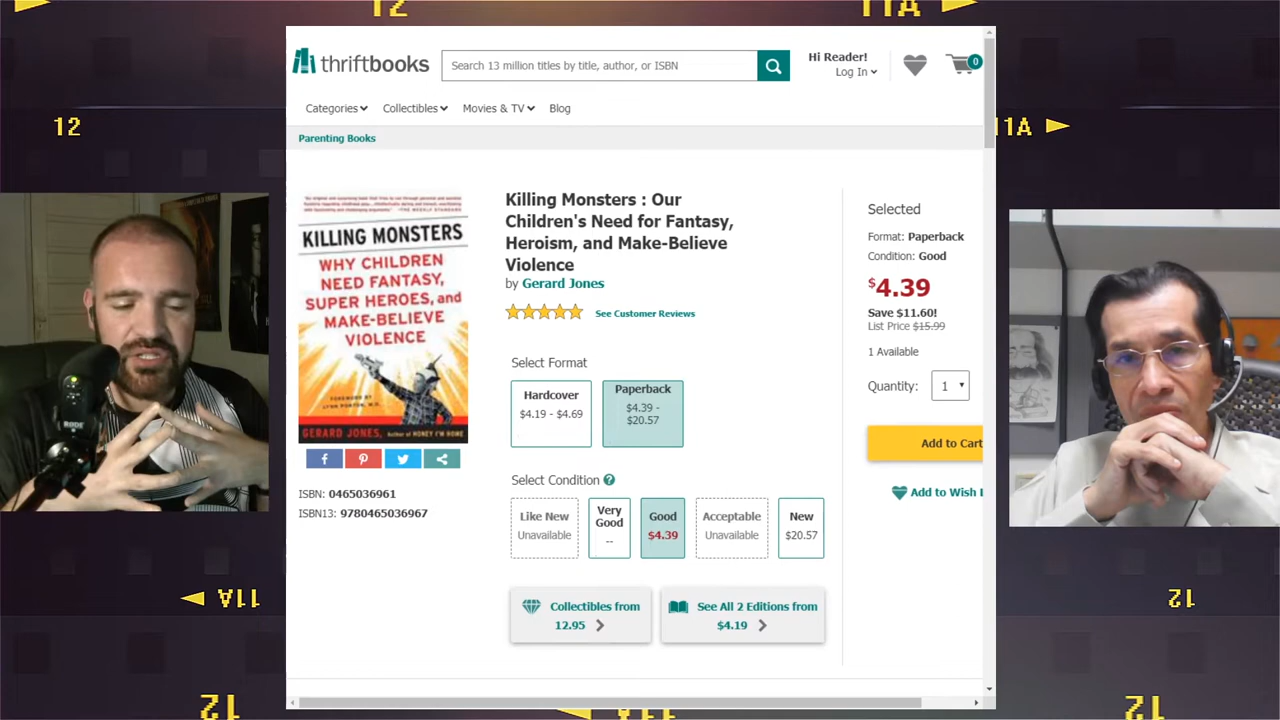 12
11A
thriftbooks
Search 13 million titles by title, author, or ISBN
Hi Reader!
Log In
0
Categories
Collectibles
Movies & TV
Blog
12
11A
Parenting Books
KILLING MONSTERS
WHY CHILDREN
NEED FANTASY,
SUPER HEROES, and
MAKE-BELIEVE
VIOLENCE
GERARD JONES,
Killing Monsters : Our
Children's Need for Fantasy,
Heroism, and Make-Believe
Violence
by Gerard Jones
See Customer Reviews
Selected
Format: Paperback
Condition: Good
$4.39
Save $11.60!
List Price $15.99
1 Available
Quantity: 1
Add to Cart
Add to Wish L
Select Format
Hardcover
$4.19 - $4.69
Paperback
$4.39 -
$20.57
ISBN: 0465036961
ISBN13: 9780465036967
Select Condition ?
Like New
Unavailable
Very
Good
--
Good
$4.39
Acceptable
Unavailable
New
$20.57
Collectibles from
12.95
See All 2 Editions from
$4.19
RODE
11A
12
12
11A
12